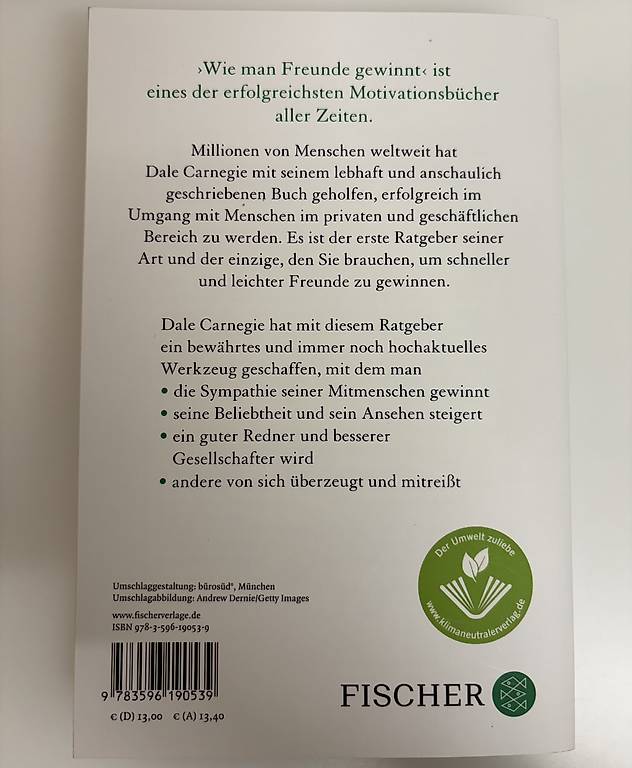 ›Wie man Freunde gewinnt‹ ist
eines der erfolgreichsten Motivationsbücher
aller Zeiten.
Millionen von Menschen weltweit hat
Dale Carnegie mit seinem lebhaft und anschaulich
geschriebenen Buch geholfen, erfolgreich im
Umgang mit Menschen im privaten und geschäftlichen
Bereich zu werden. Es ist der erste Ratgeber seiner
Art und der einzige, den Sie brauchen, um schneller
und leichter Freunde zu gewinnen.
Dale Carnegie hat mit diesem Ratgeber
ein bewährtes und immer noch hochaktuelles
Werkzeug geschaffen, mit dem man
• die Sympathie seiner Mitmenschen gewinnt
• seine Beliebtheit und sein Ansehen steigert
• ein guter Redner und besserer
Gesellschafter wird
• andere von sich überzeugt und mitreißt
Der Umwelt zuliebe
www.klimaneutralerverlag.de
Umschlaggestaltung: bürosüd°, München
Umschlagabbildung: Andrew Dernie/Getty Images
www.fischerverlage.de
ISBN 978-3-596-19053-9
9 783596 190539
€ (D) 13,00 € (A) 13,40
FISCHER